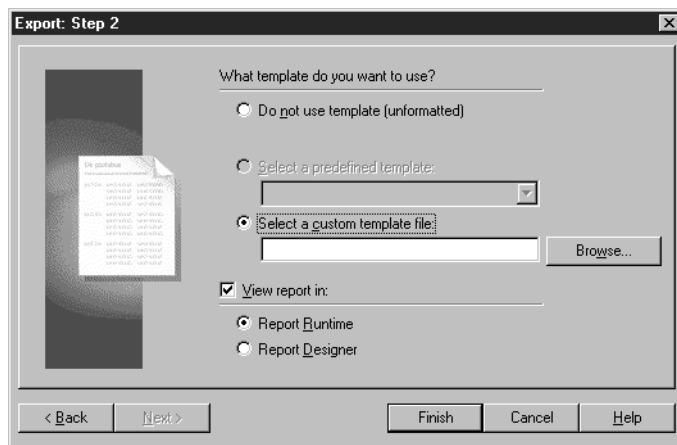 Export: Step 2
What template do you want to use?
Do not use template (unformatted)
Select a predefined template:
Select a custom template file:
Browse...
View report in:
Report Runtime
Report Designer
< Back Next > Finish Cancel Help